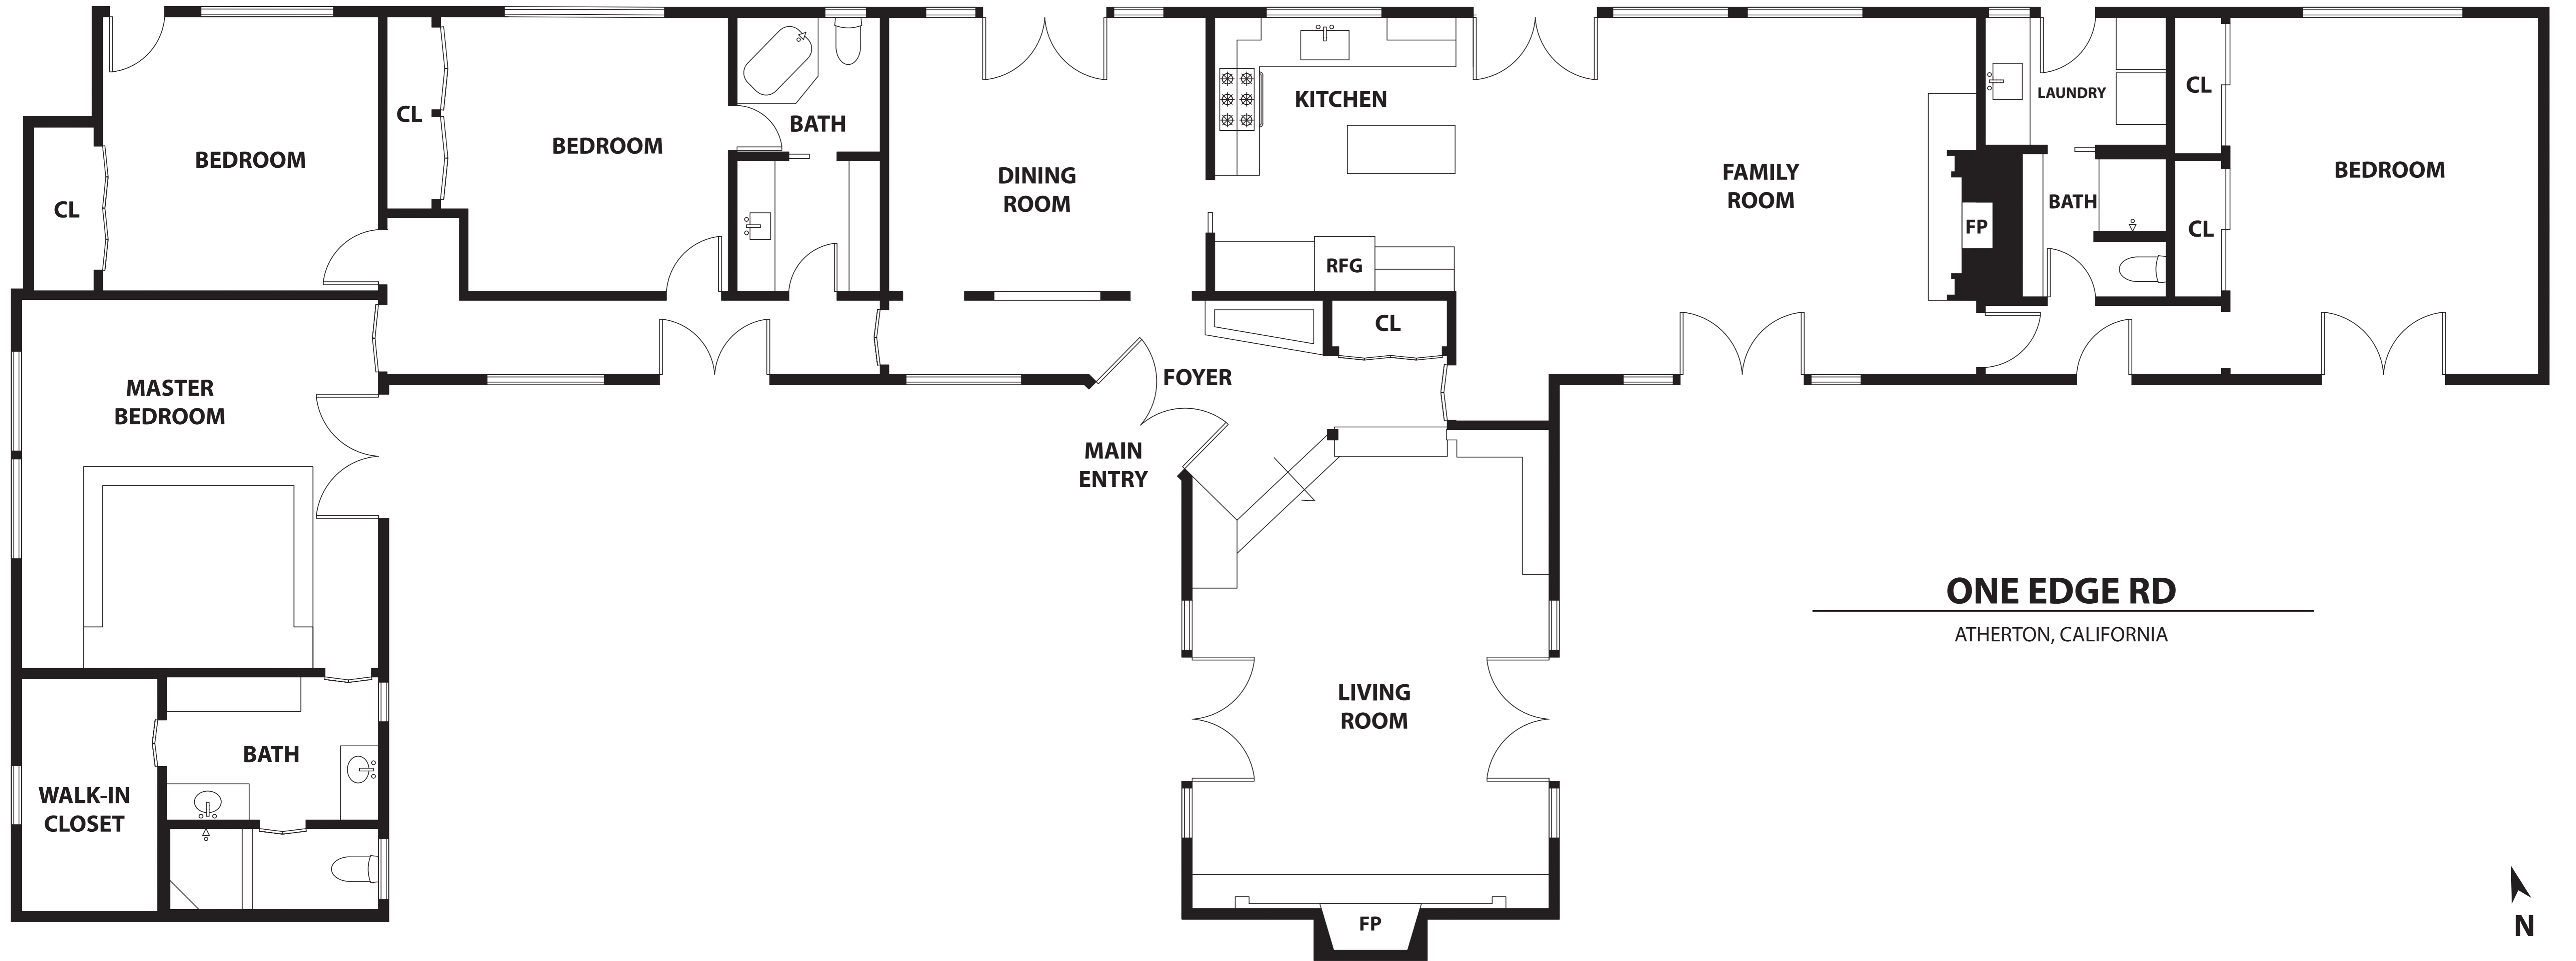 BEDROOM
CL
CL
BEDROOM
BATH
DINING
ROOM
KITCHEN
RFG
FAMILY
ROOM
FP
LAUNDRY
BATH
CL
CL
BEDROOM
MASTER
BEDROOM
CL
FOYER
MAIN
ENTRY
WALK-IN
CLOSET
BATH
LIVING
ROOM
FP
ONE EDGE RD
ATHERTON, CALIFORNIA
N